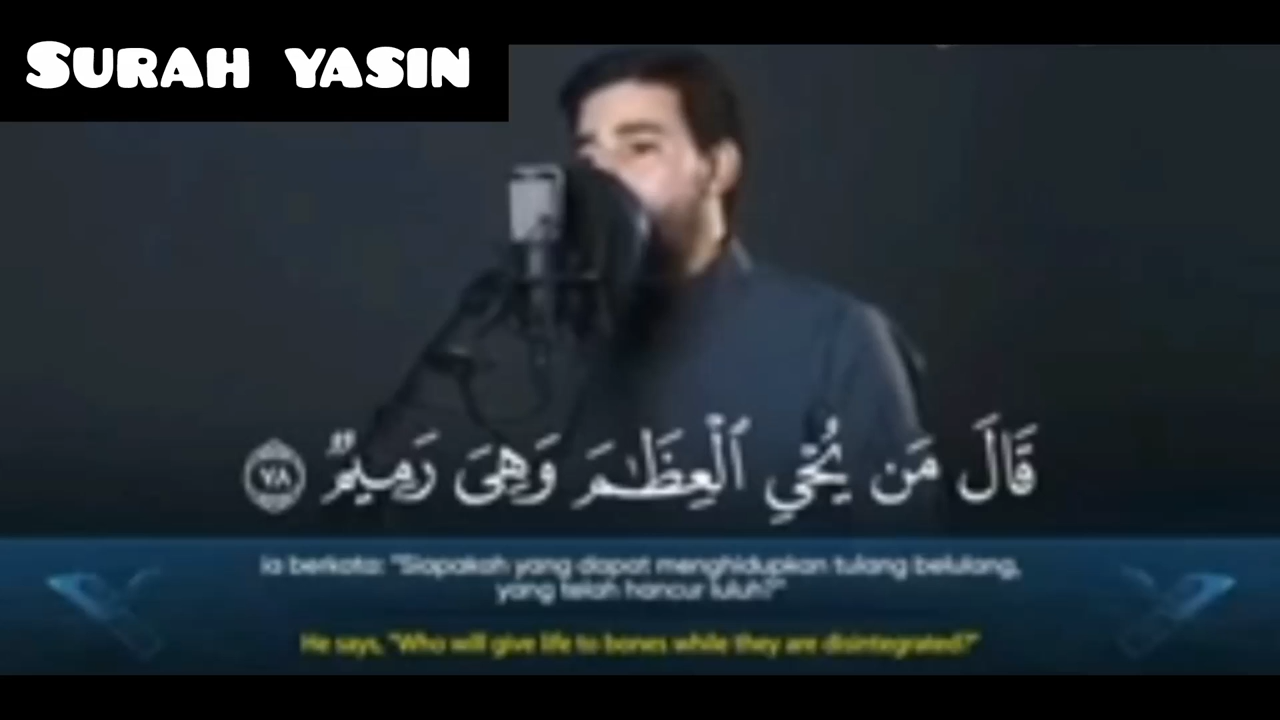 SURAH YASIN
قَالَ مَن يُحْيِ ٱلْعِظَٰمَ وَهِىَ رَمِيمٌ ٧٨
Ia berkata: "Siapakah yang dapat menghidupkan tulang belulang,
yang telah hancur luluh?"
He says, "Who will give life to bones while they are disintegrated?"